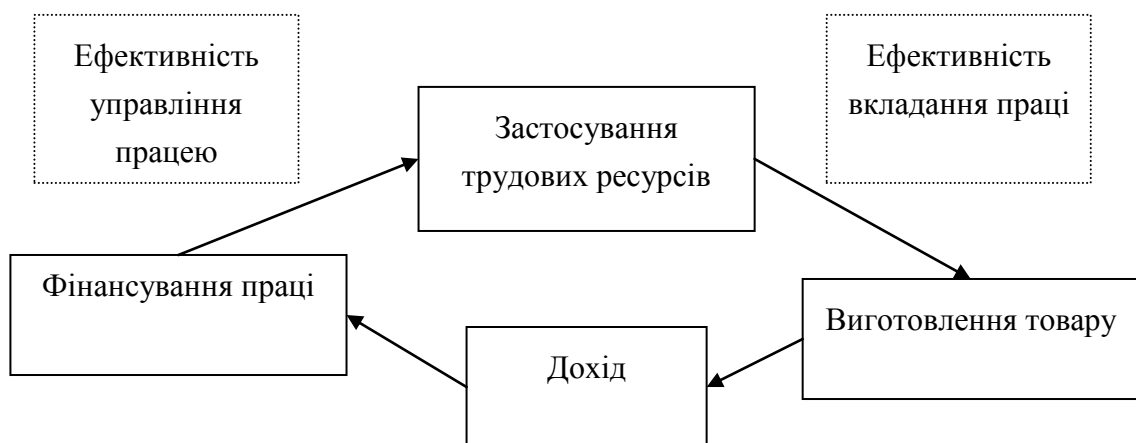 Ефективність
управління
працею
Застосування
трудових ресурсів
Ефективність
вкладання праці
Фінансування праці
Дохід
Виготовлення товару